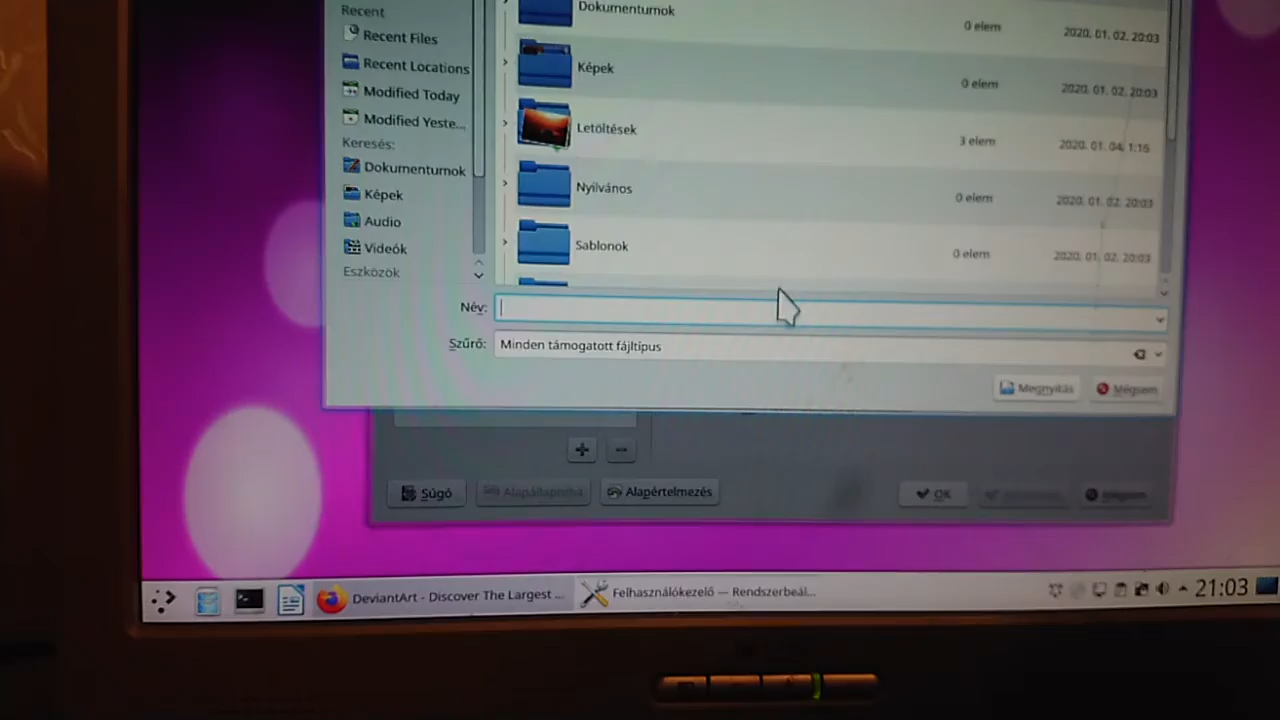 Recent
Recent Files
Recent Locations
Modified Today
Modified Yeste...
Keresés:
Dokumentumok
Képek
Audio
Videók
Eszközök
Dokumentumok 0 elem 2020. 01. 02. 20:03
Képek 0 elem 2020. 01. 02. 20:03
Letöltések 3 elem 2020. 01. 04. 1:16
Nyilvános 0 elem 2020. 01. 02. 20:03
Sablonok 0 elem 2020. 01. 02. 20:03
Név:
Szűrő: Minden támogatott fájltípus
Megnyitás Mégsem
Súgó Alapállapotba Alapértelmezés OK Mégsem
DeviantArt - Discover The Largest ... Felhasználókezelő — Rendszerbeál... 21:03